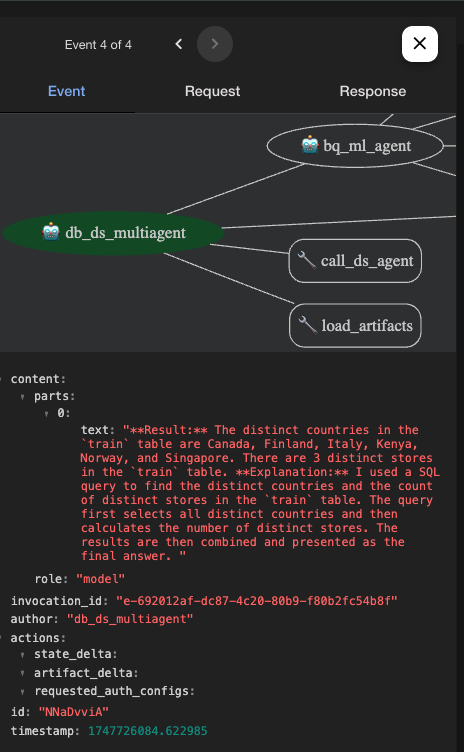 Event 4 of 4
Event Request Response
bq_ml_agent
db_ds_multiagent
call_ds_agent
load_artifacts
content:
parts:
0:
text: "**Result:** The distinct countries in the
`train` table are Canada, Finland, Italy, Kenya,
Norway, and Singapore. There are 3 distinct stores
in the `train` table. **Explanation:** I used a SQL
query to find the distinct countries and the count
of distinct stores in the `train` table. The query
first selects all distinct countries and then
calculates the number of distinct stores. The
results are then combined and presented as the
final answer. "
role: "model"
invocation_id: "e-692012af-dc87-4c20-80b9-f80b2fc54b8f"
author: "db_ds_multiagent"
actions:
state_delta:
artifact_delta:
requested_auth_configs:
id: "NNaDvviA"
timestamp: 1747726084.622985